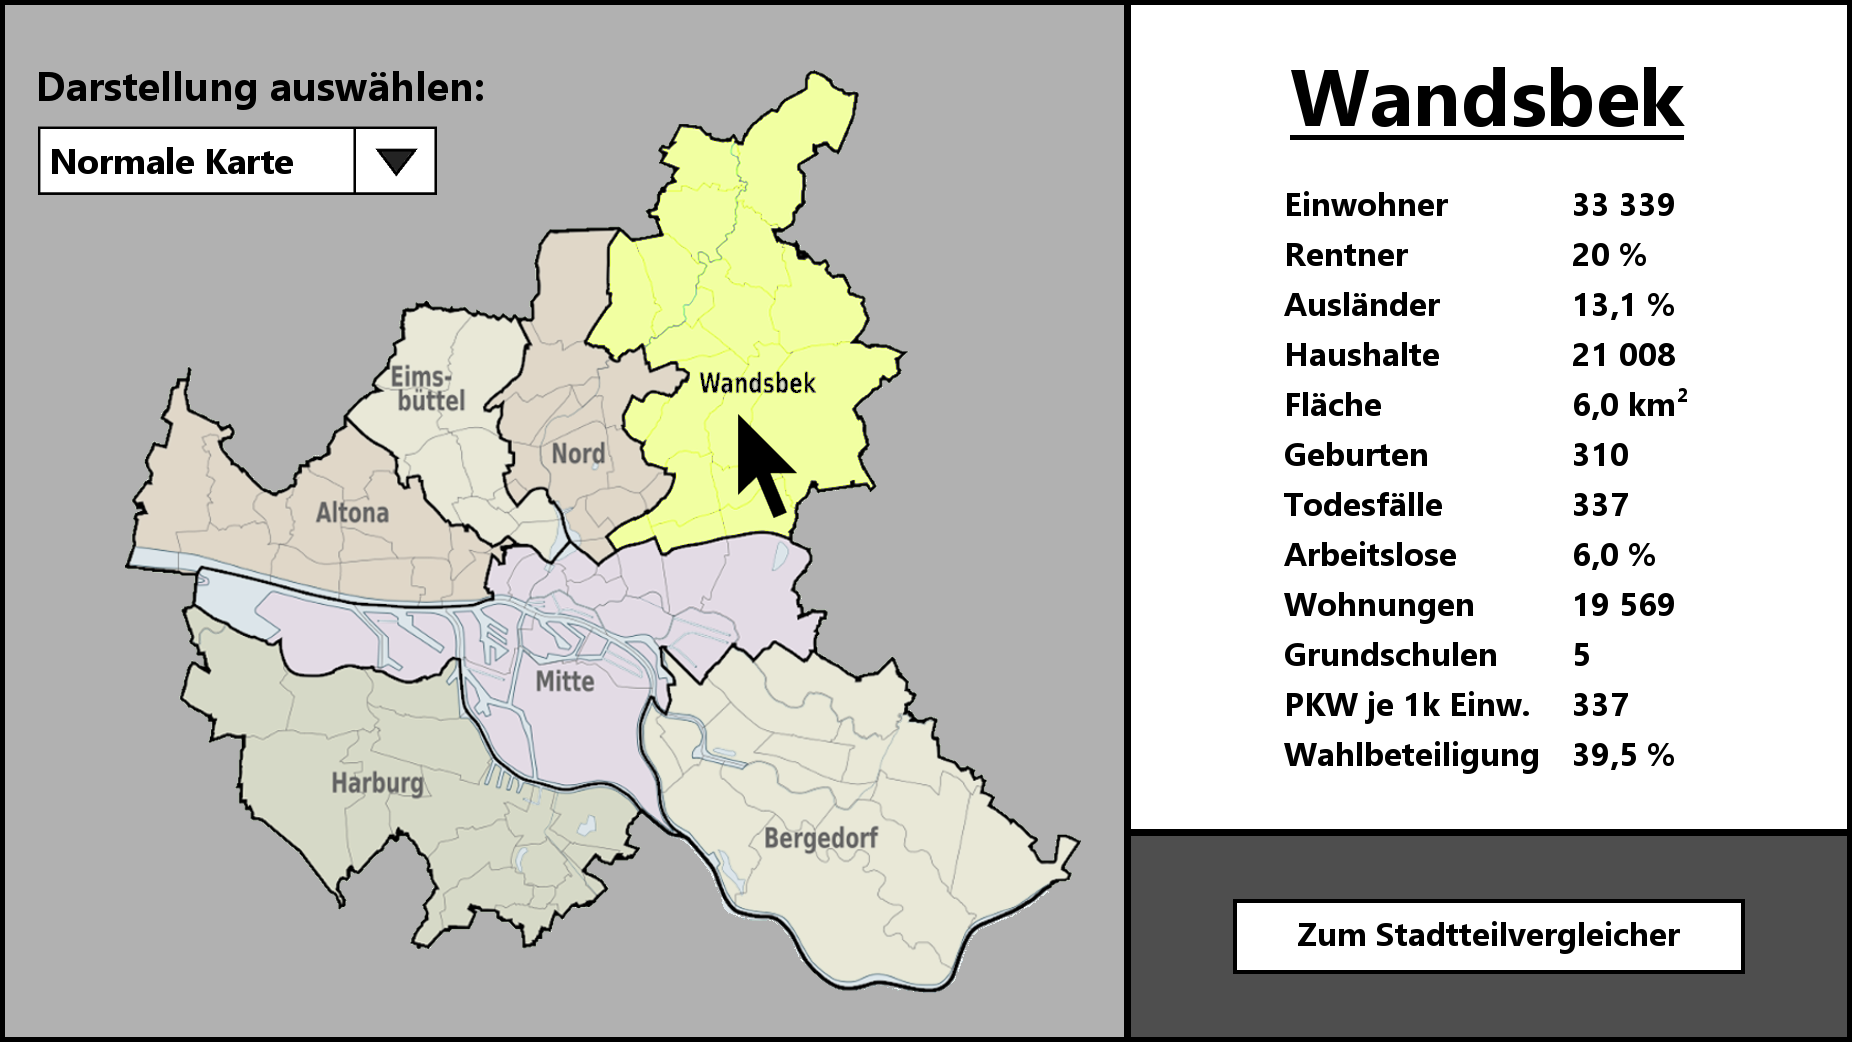 Darstellung auswählen:
Normale Karte
Wandsbek
Eims-
büttel
Nord
Altona
Mitte
Harburg
Bergedorf
Wandsbek
Einwohner 33 339
Rentner 20 %
Ausländer 13,1 %
Haushalte 21 008
Fläche 6,0 km²
Geburten 310
Todesfälle 337
Arbeitslose 6,0 %
Wohnungen 19 569
Grundschulen 5
PKW je 1k Einw. 337
Wahlbeteiligung 39,5 %
Zum Stadtteilvergleicher